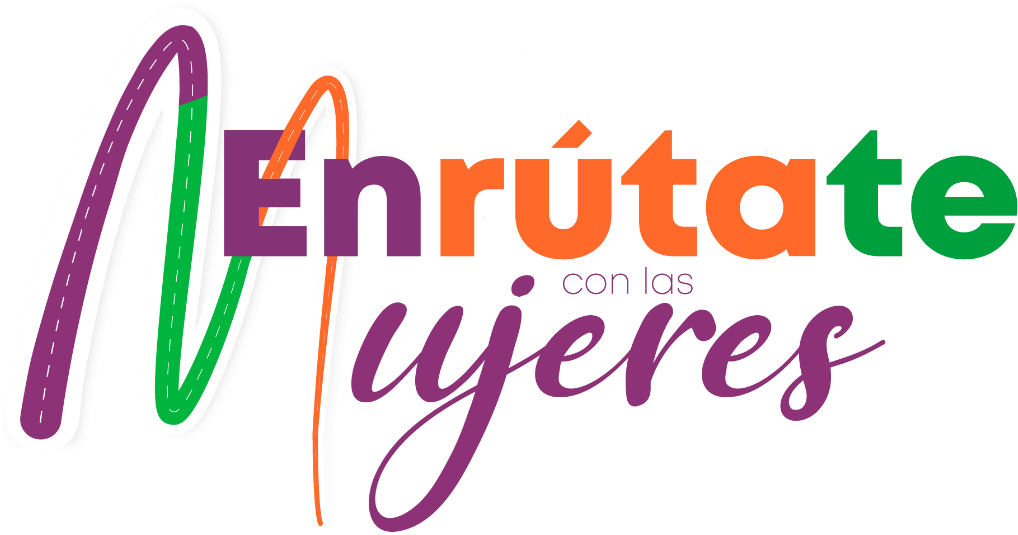 Enrútate
con las
Mujeres